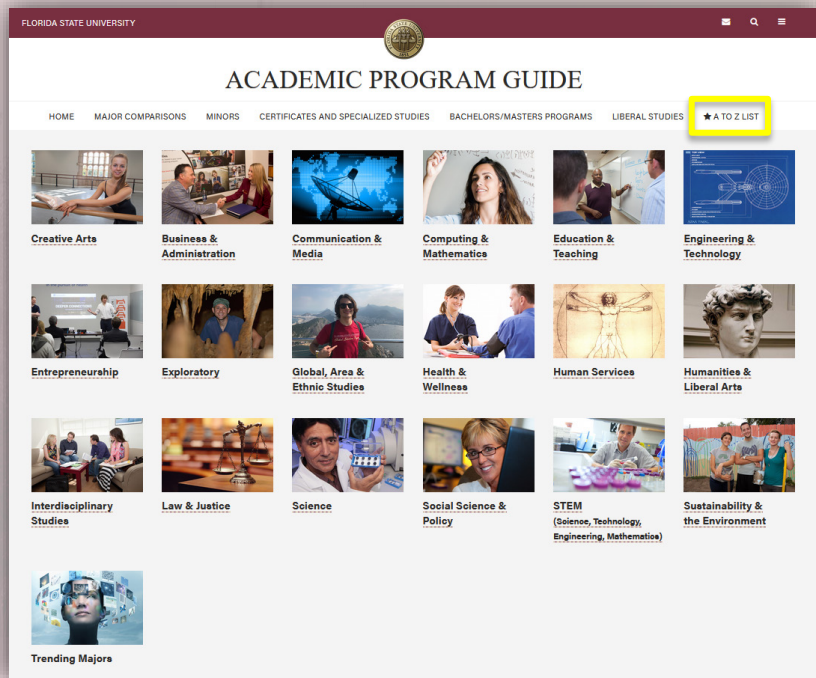 FLORIDA STATE UNIVERSITY
ACADEMIC PROGRAM GUIDE
HOME MAJOR COMPARISONS MINORS CERTIFICATES AND SPECIALIZED STUDIES BACHELORS/MASTERS PROGRAMS LIBERAL STUDIES ★ A TO Z LIST
Creative Arts
Business &
Administration
Communication &
Media
Computing &
Mathematics
Education &
Teaching
Engineering &
Technology
Entrepreneurship
Exploratory
Global, Area &
Ethnic Studies
Health &
Wellness
Human Services
Humanities &
Liberal Arts
Interdisciplinary
Studies
Law & Justice
Science
Social Science &
Policy
STEM
(Science, Technology,
Engineering, Mathematics)
Sustainability &
the Environment
Trending Majors